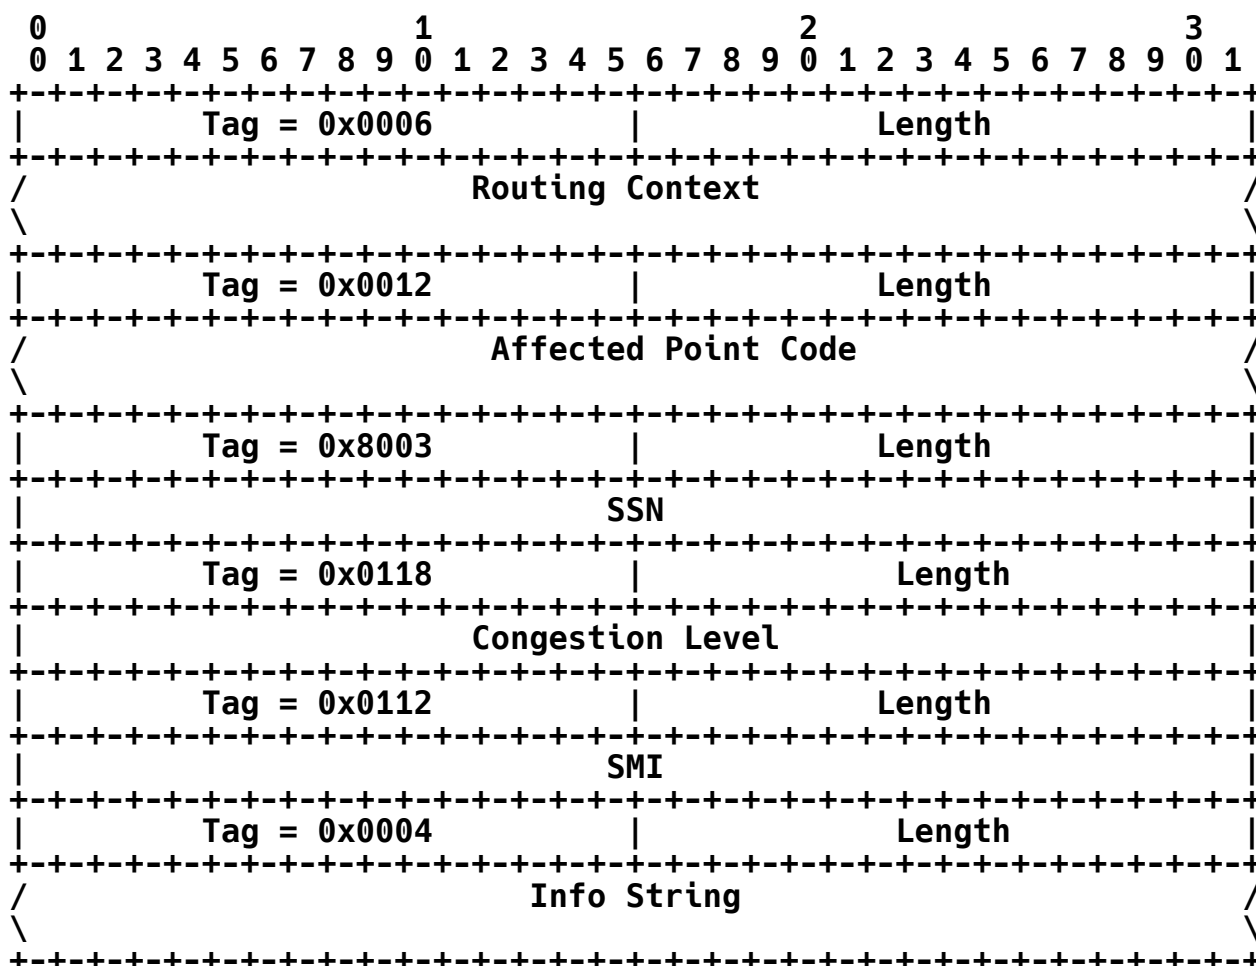 0                   1                   2                   3
0 1 2 3 4 5 6 7 8 9 0 1 2 3 4 5 6 7 8 9 0 1 2 3 4 5 6 7 8 9 0 1
+-+-+-+-+-+-+-+-+-+-+-+-+-+-+-+-+-+-+-+-+-+-+-+-+-+-+-+-+-+-+-+-+
|         Tag = 0x0006          |            Length             |
+-+-+-+-+-+-+-+-+-+-+-+-+-+-+-+-+-+-+-+-+-+-+-+-+-+-+-+-+-+-+-+-+
/                       Routing Context                         /
\                                                               \
+-+-+-+-+-+-+-+-+-+-+-+-+-+-+-+-+-+-+-+-+-+-+-+-+-+-+-+-+-+-+-+-+
|         Tag = 0x0012          |            Length             |
+-+-+-+-+-+-+-+-+-+-+-+-+-+-+-+-+-+-+-+-+-+-+-+-+-+-+-+-+-+-+-+-+
/                        Affected Point Code                    /
\                                                               \
+-+-+-+-+-+-+-+-+-+-+-+-+-+-+-+-+-+-+-+-+-+-+-+-+-+-+-+-+-+-+-+-+
|         Tag = 0x8003          |            Length             |
+-+-+-+-+-+-+-+-+-+-+-+-+-+-+-+-+-+-+-+-+-+-+-+-+-+-+-+-+-+-+-+-+
|                              SSN                              |
+-+-+-+-+-+-+-+-+-+-+-+-+-+-+-+-+-+-+-+-+-+-+-+-+-+-+-+-+-+-+-+-+
|         Tag = 0x0118          |             Length            |
+-+-+-+-+-+-+-+-+-+-+-+-+-+-+-+-+-+-+-+-+-+-+-+-+-+-+-+-+-+-+-+-+
|                       Congestion Level                        |
+-+-+-+-+-+-+-+-+-+-+-+-+-+-+-+-+-+-+-+-+-+-+-+-+-+-+-+-+-+-+-+-+
|         Tag = 0x0112          |            Length             |
+-+-+-+-+-+-+-+-+-+-+-+-+-+-+-+-+-+-+-+-+-+-+-+-+-+-+-+-+-+-+-+-+
|                              SMI                              |
+-+-+-+-+-+-+-+-+-+-+-+-+-+-+-+-+-+-+-+-+-+-+-+-+-+-+-+-+-+-+-+-+
|         Tag = 0x0004          |             Length            |
+-+-+-+-+-+-+-+-+-+-+-+-+-+-+-+-+-+-+-+-+-+-+-+-+-+-+-+-+-+-+-+-+
/                          Info String                          /
\                                                               \
+-+-+-+-+-+-+-+-+-+-+-+-+-+-+-+-+-+-+-+-+-+-+-+-+-+-+-+-+-+-+-+-+